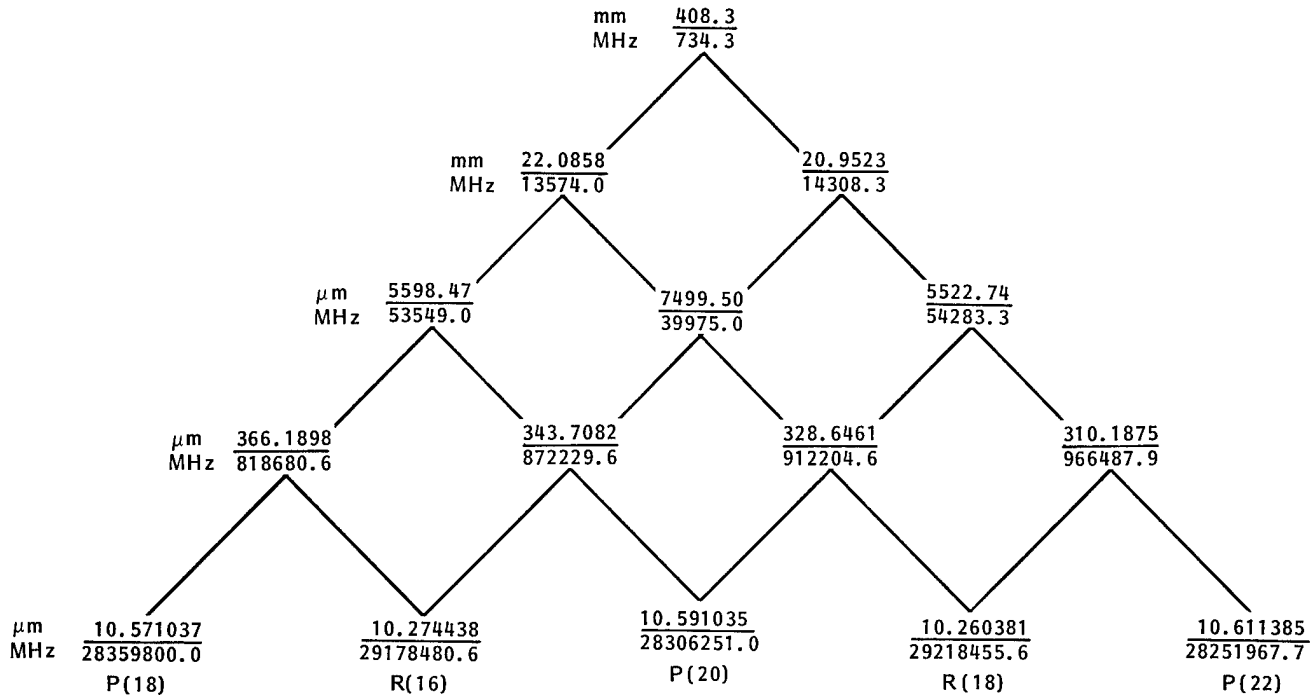 mm 408.3
MHz 734.3
mm 22.0858 20.9523
MHz 13574.0 14308.3
μm 5598.47 7499.50 5522.74
MHz 53549.0 39975.0 54283.3
μm 366.1898 343.7082 328.6461 310.1875
MHz 818680.6 872229.6 912204.6 966487.9
μm 10.571037 10.274438 10.591035 10.260381 10.611385
MHz 28359800.0 29178480.6 28306251.0 29218455.6 28251967.7
P(18) R(16) P(20) R(18) P(22)